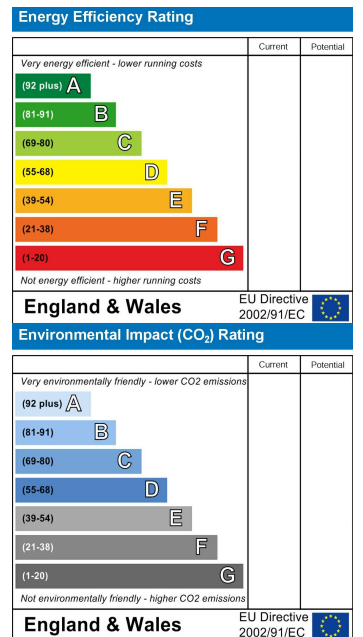 Energy Efficiency Rating
Current Potential
Very energy efficient - lower running costs
(92 plus) A
(81-91) B
(69-80) C
(55-68) D
(39-54) E
(21-38) F
(1-20) G
Not energy efficient - higher running costs
England & Wales
EU Directive
2002/91/EC
Environmental Impact (CO₂) Rating
Current Potential
Very environmentally friendly - lower CO2 emissions
(92 plus) A
(81-91) B
(69-80) C
(55-68) D
(39-54) E
(21-38) F
(1-20) G
Not environmentally friendly - higher CO2 emissions
England & Wales
EU Directive
2002/91/EC